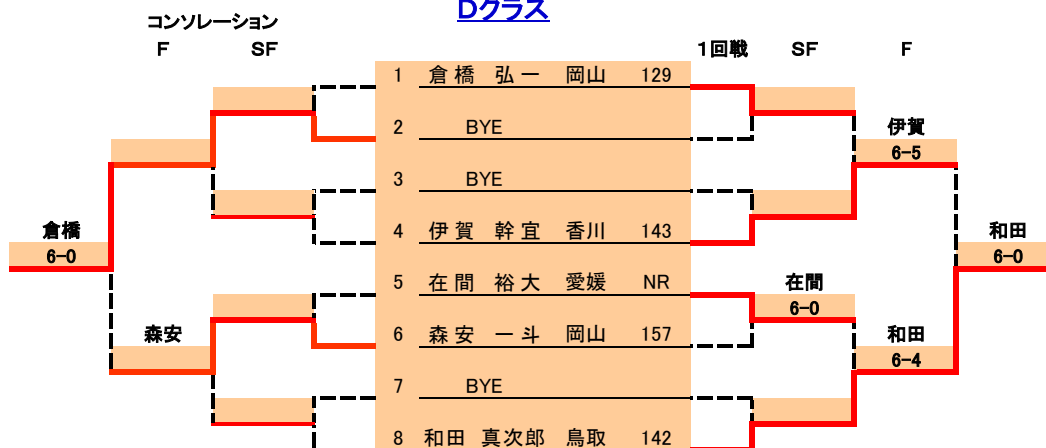 Dクラス
コンソレーション
F SF 1回戦 SF F
1 倉橋 弘一 岡山 129
2 BYE
伊賀
6-5
3 BYE
4 伊賀 幹宜 香川 143
倉橋 和田
6-0 6-0
5 在間 裕大 愛媛 NR
在間
6-0
6 森安 一斗 岡山 157
森安 和田
6-4
7 BYE
8 和田 真次郎 鳥取 142